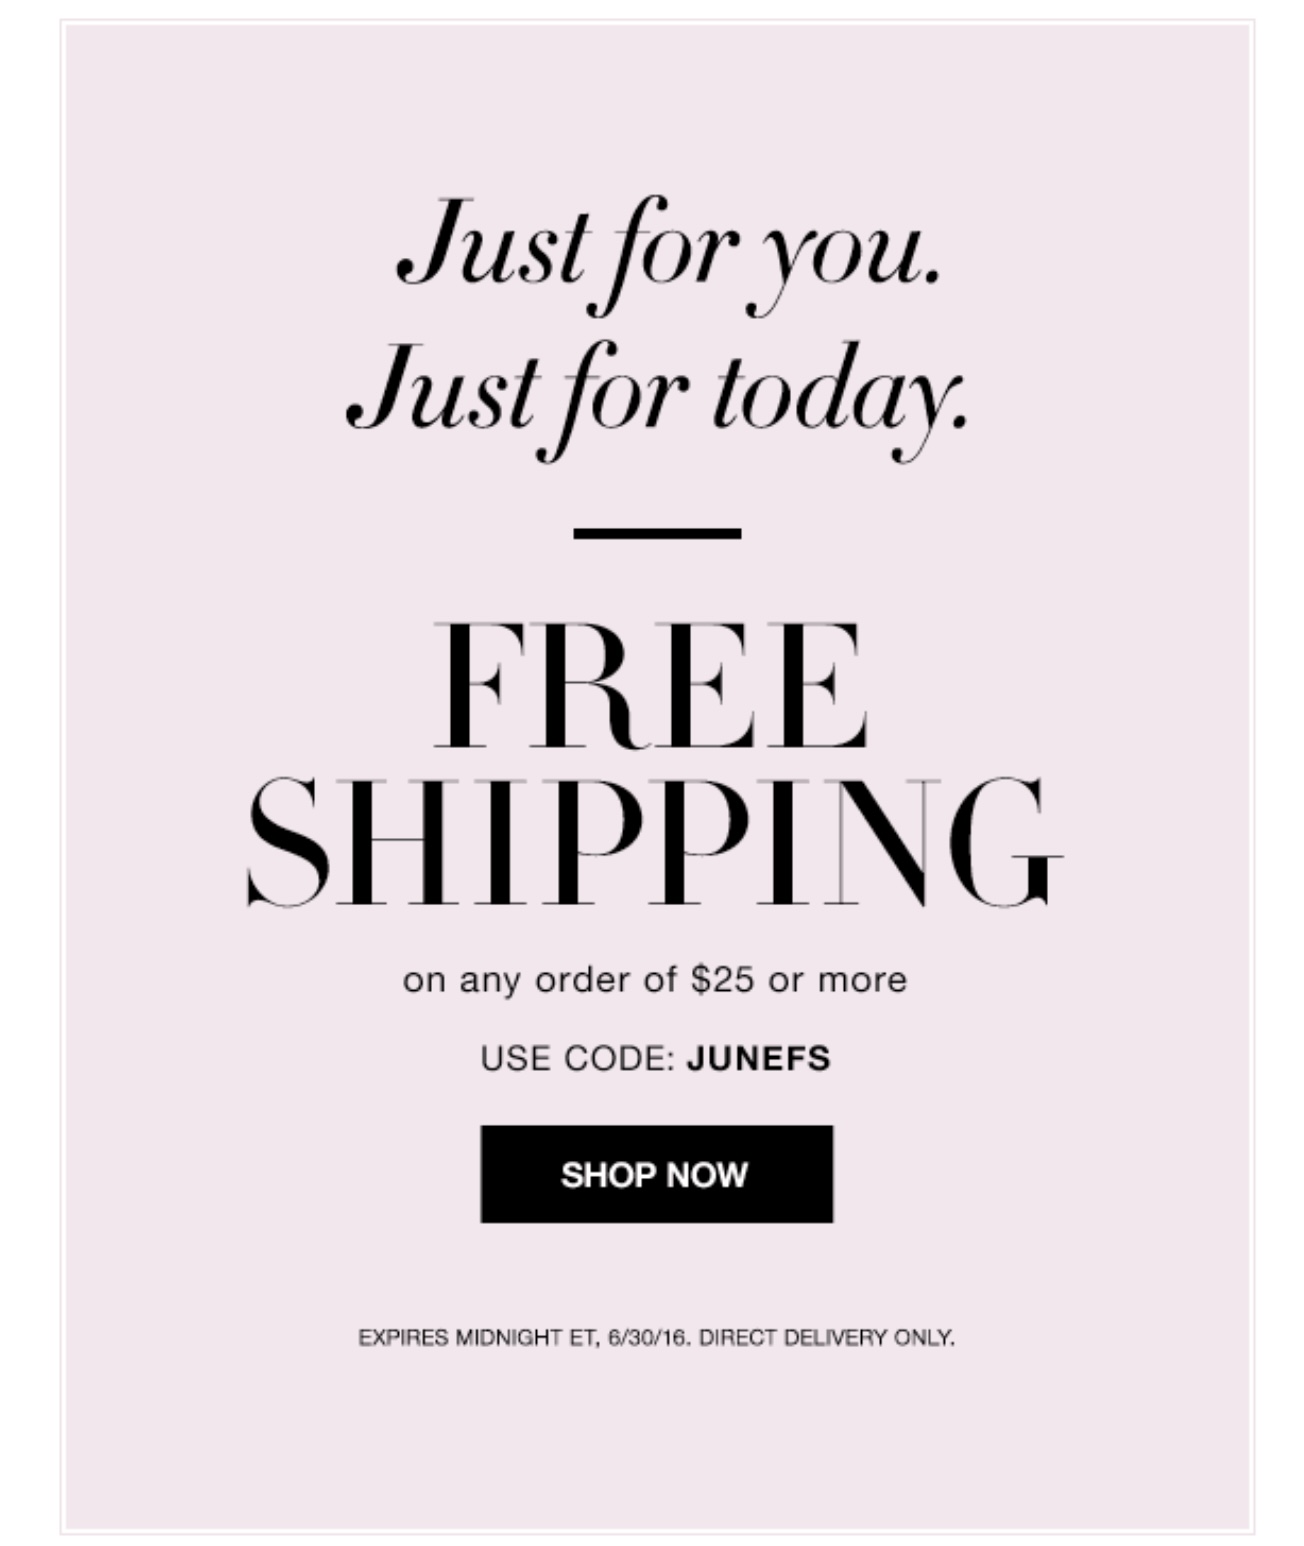 Just for you.
Just for today.
FREE
SHIPPING
on any order of $25 or more
USE CODE: JUNEFS
SHOP NOW
EXPIRES MIDNIGHT ET, 6/30/16. DIRECT DELIVERY ONLY.